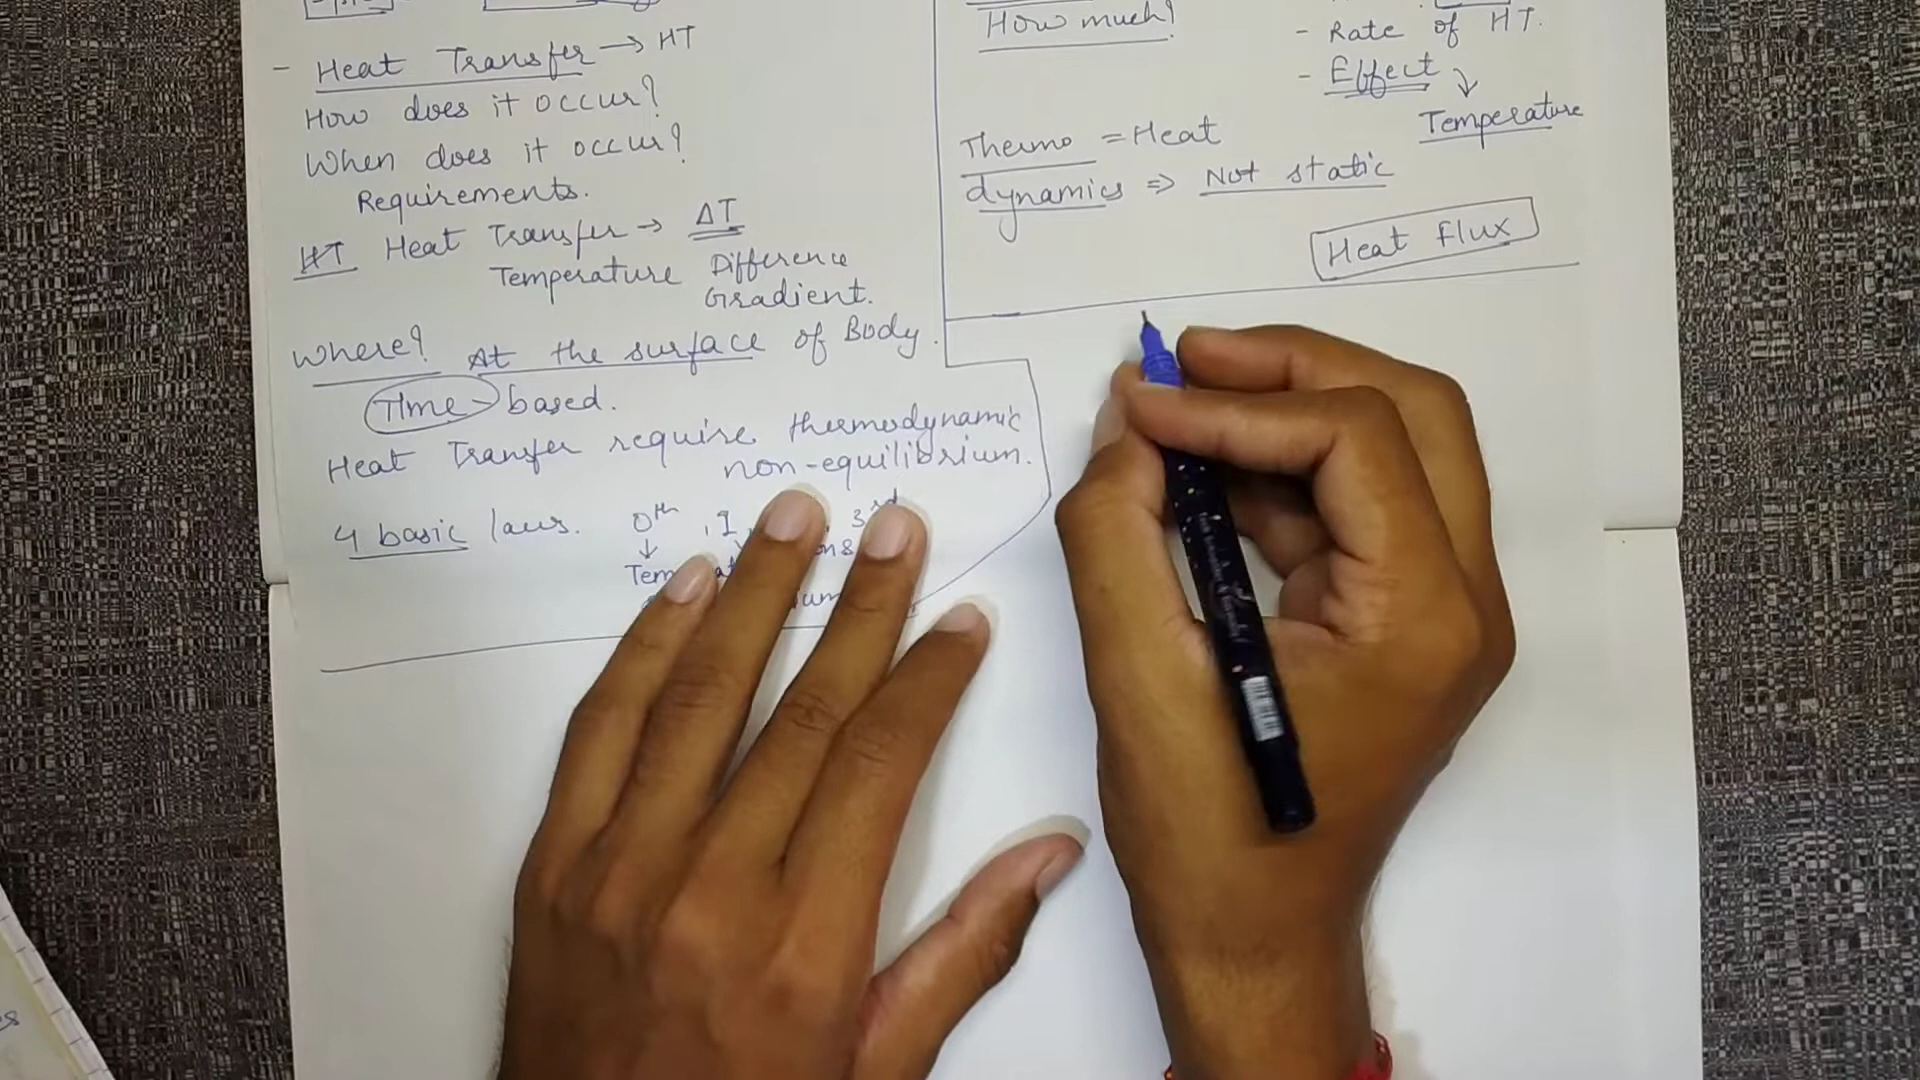 - Heat Transfer → HT
How does it occur?
When does it occur?
Requirements.
HT Heat Transfer → ΔT
Temperature Difference
Gradient.
Where? At the surface of Body.
Time-based.
Heat Transfer require thermodynamic
non-equilibrium.
4 basic laws. 0th, 1, 3rd
↓
How much?
- Rate of HT.
- Effect
↓
Temperature
Thermo = Heat
dynamics ⇒ Not static
Heat Flux